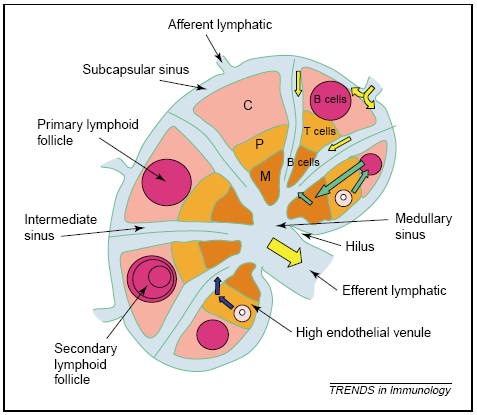 Afferent lymphatic
Subcapsular sinus
C
B cells
Primary lymphoid
follicle
T cells
P
B cells
M
Intermediate
sinus
Medullary
sinus
Hilus
Efferent lymphatic
High endothelial venule
Secondary
lymphoid
follicle
TRENDS in Immunology